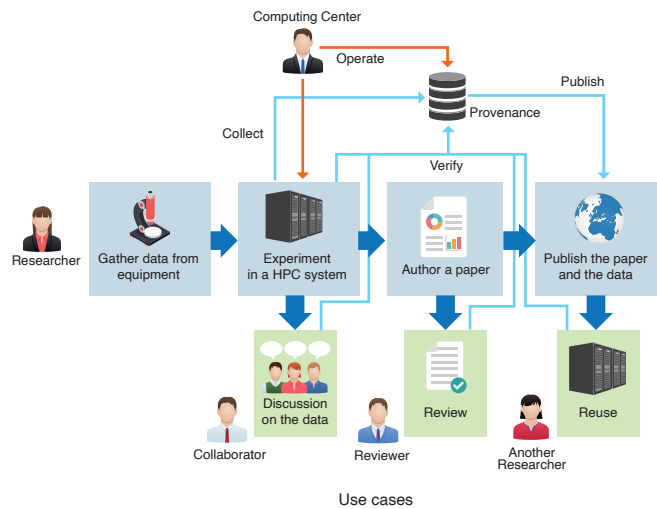 Computing Center
Operate
Publish
Provenance
Collect
Verify
Researcher
Gather data from
equipment
Experiment
in a HPC system
Author a paper
Publish the paper
and the data
Discussion
on the data
Review
Reuse
Collaborator
Reviewer
Another
Researcher
Use cases